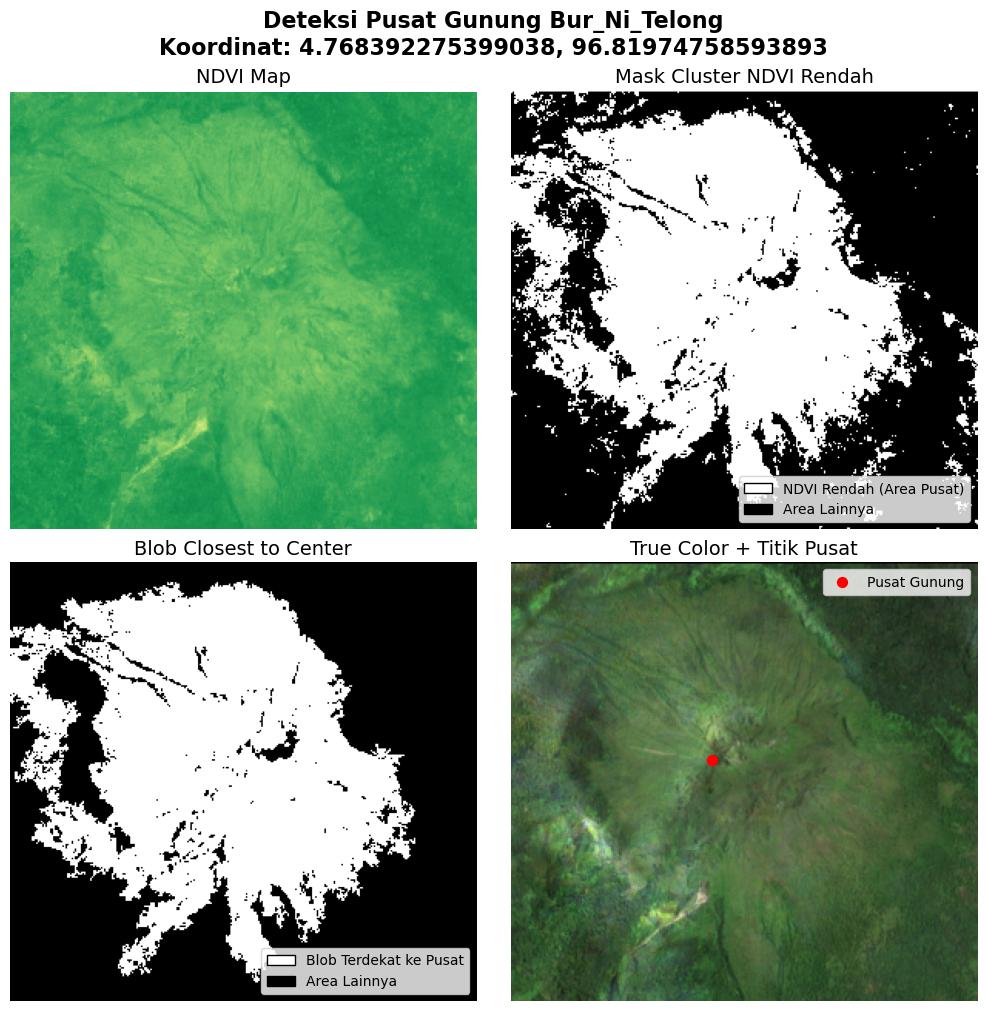 Deteksi Pusat Gunung Bur_Ni_Telong
Koordinat: 4.768392275399038, 96.81974758593893
NDVI Map
Mask Cluster NDVI Rendah
NDVI Rendah (Area Pusat)
Area Lainnya
Blob Closest to Center
True Color + Titik Pusat
Blob Terdekat ke Pusat
Area Lainnya
Pusat Gunung